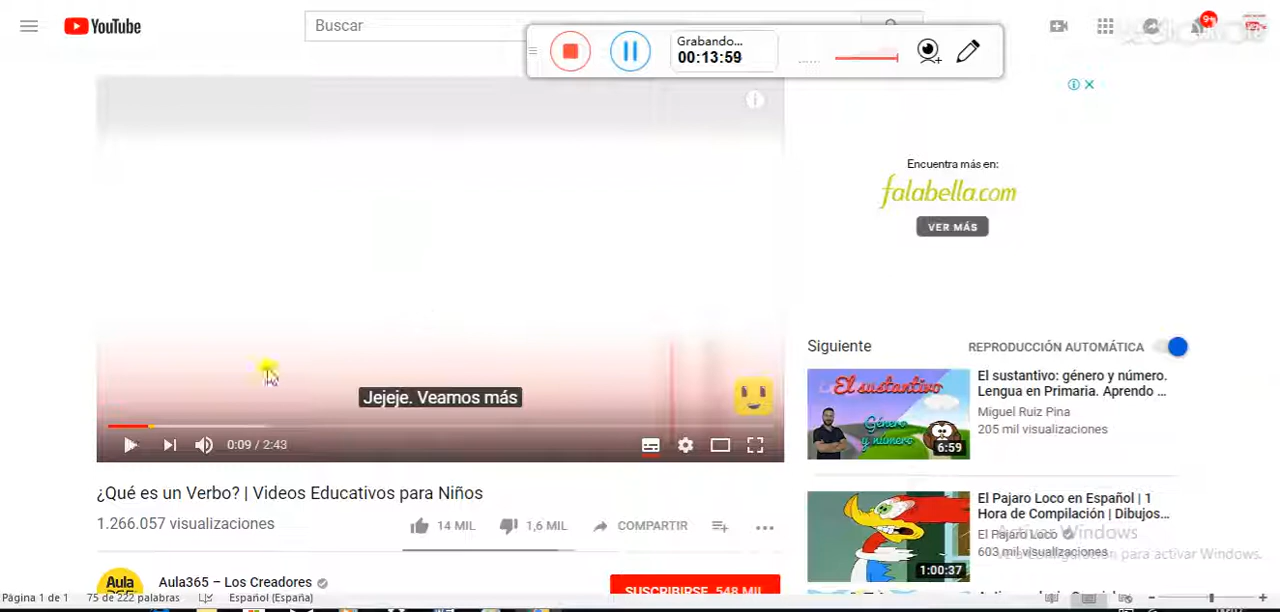 YouTube
Buscar
Grabando...
00:13:59
9+
Encuentra más en:
falabella.com
VER MÁS
Jejeje. Veamos más
0:09 / 2:43
Siguiente
REPRODUCCIÓN AUTOMÁTICA
El sustantivo
Género
y número
6:59
El sustantivo: género y número.
Lengua en Primaria. Aprendo ...
Miguel Ruiz Pina
205 mil visualizaciones
¿Qué es un Verbo? | Videos Educativos para Niños
1.266.057 visualizaciones
14 MIL
1,6 MIL
COMPARTIR
1:00:37
El Pajaro Loco en Español | 1
Hora de Compilación | Dibujos...
El Pajaro Loco
603 mil visualizaciones
Activar Windows
Ve a Configuración para activar Windows.
Aula
365
Aula365 – Los Creadores
SUSCRIBIRSE 548 MIL
Página 1 de 1
75 de 222 palabras
Español (España)